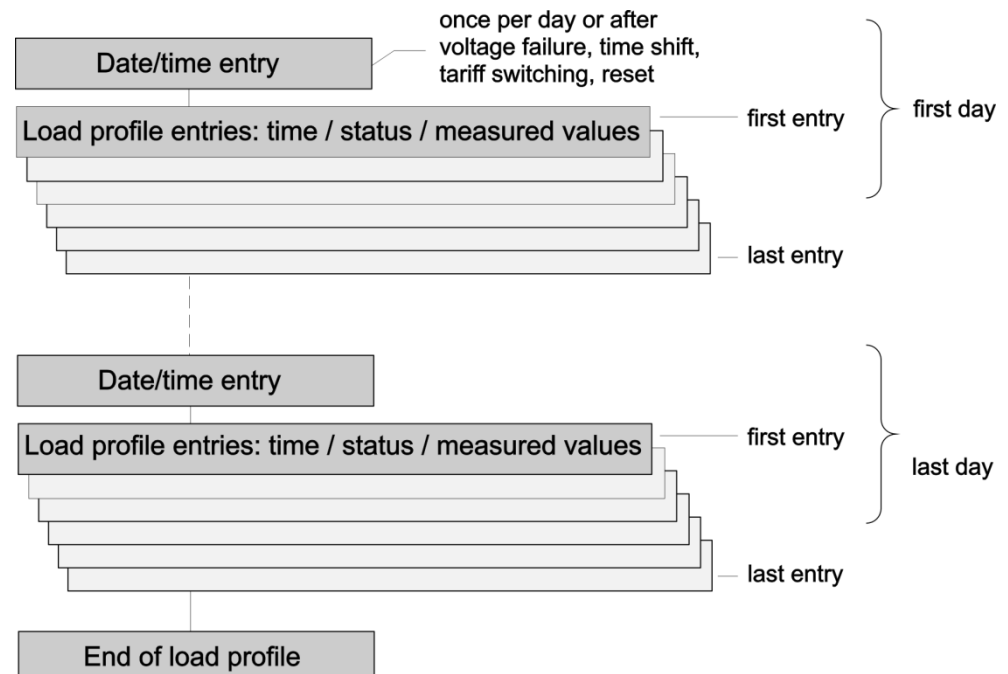 once per day or after
voltage failure, time shift,
tariff switching, reset
Date/time entry
Load profile entries: time / status / measured values
first entry
first day
last entry
Date/time entry
Load profile entries: time / status / measured values
first entry
last day
last entry
End of load profile